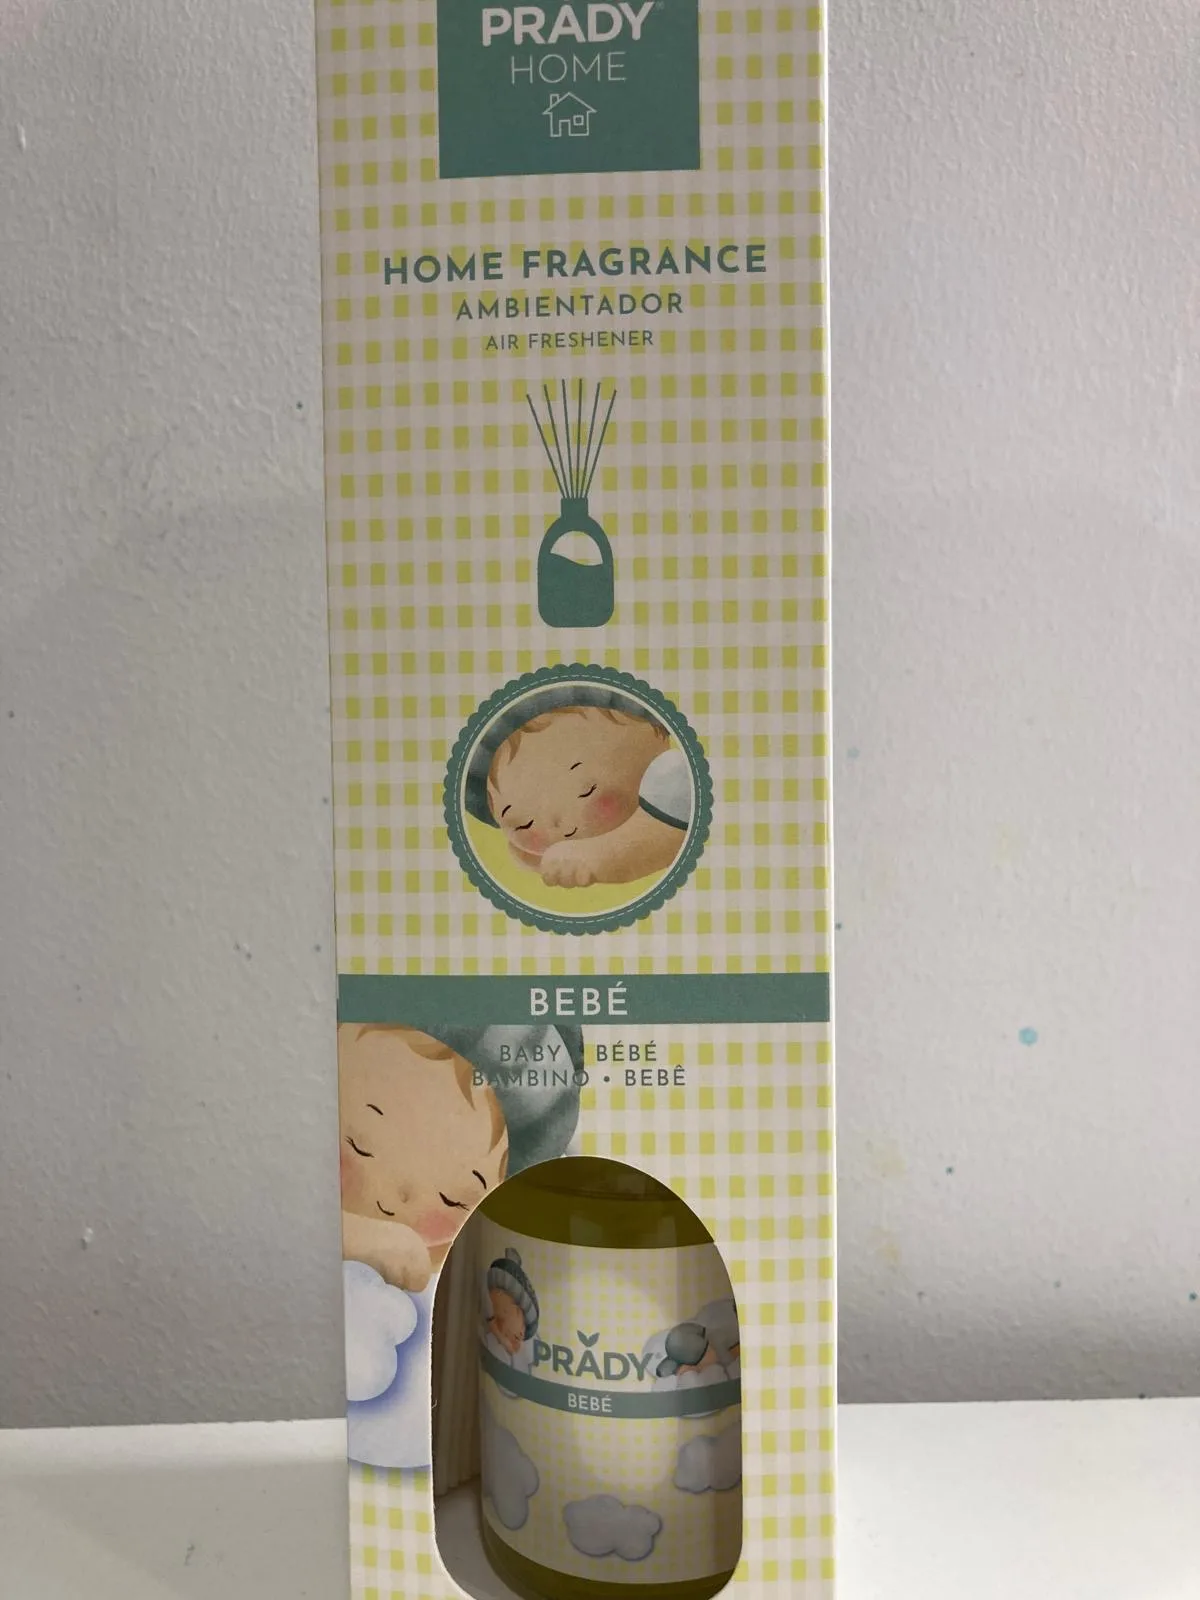 PRADY®
HOME
HOME FRAGRANCE
AMBIENTADOR
AIR FRESHENER
BEBÉ
BABY • BÉBÉ
BAMBINO • BEBÊ
PRADY
BEBÉ